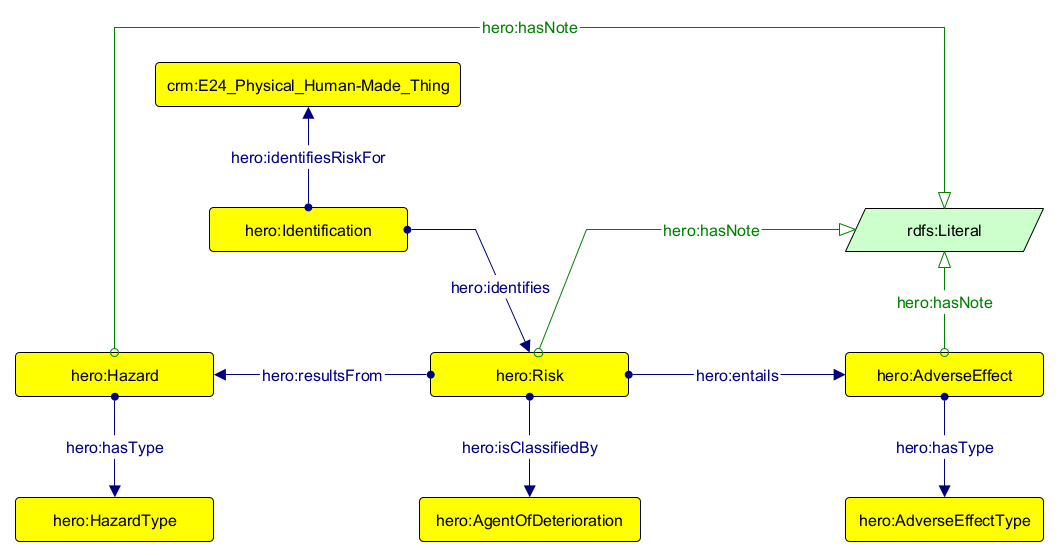 hero:hasNote
crm:E24_Physical_Human-Made_Thing
hero:identifiesRiskFor
hero:Identification
hero:hasNote
rdfs:Literal
hero:identifies
hero:hasNote
hero:Hazard
hero:resultsFrom
hero:Risk
hero:entails
hero:AdverseEffect
hero:hasType
hero:isClassifiedBy
hero:hasType
hero:HazardType
hero:AgentOfDeterioration
hero:AdverseEffectType